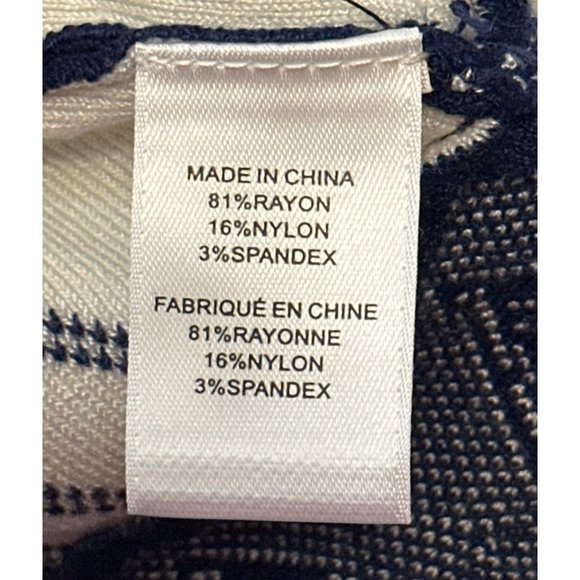 MADE IN CHINA
81%RAYON
16%NYLON
3%SPANDEX
FABRIQUÉ EN CHINE
81%RAYONNE
16%NYLON
3%SPANDEX